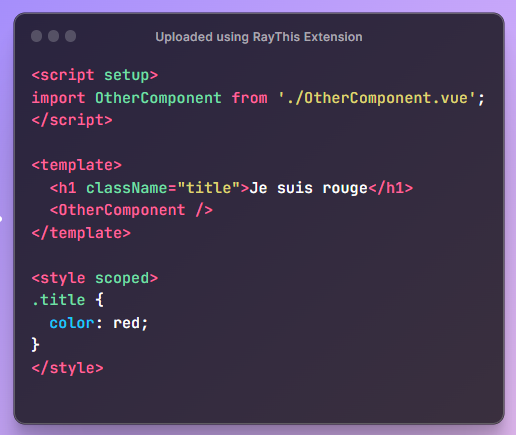 Uploaded using RayThis Extension
<script setup>
import OtherComponent from './OtherComponent.vue';
</script>
<template>
  <h1 className="title">Je suis rouge</h1>
  <OtherComponent />
</template>
<style scoped>
.title {
  color: red;
}
</style>